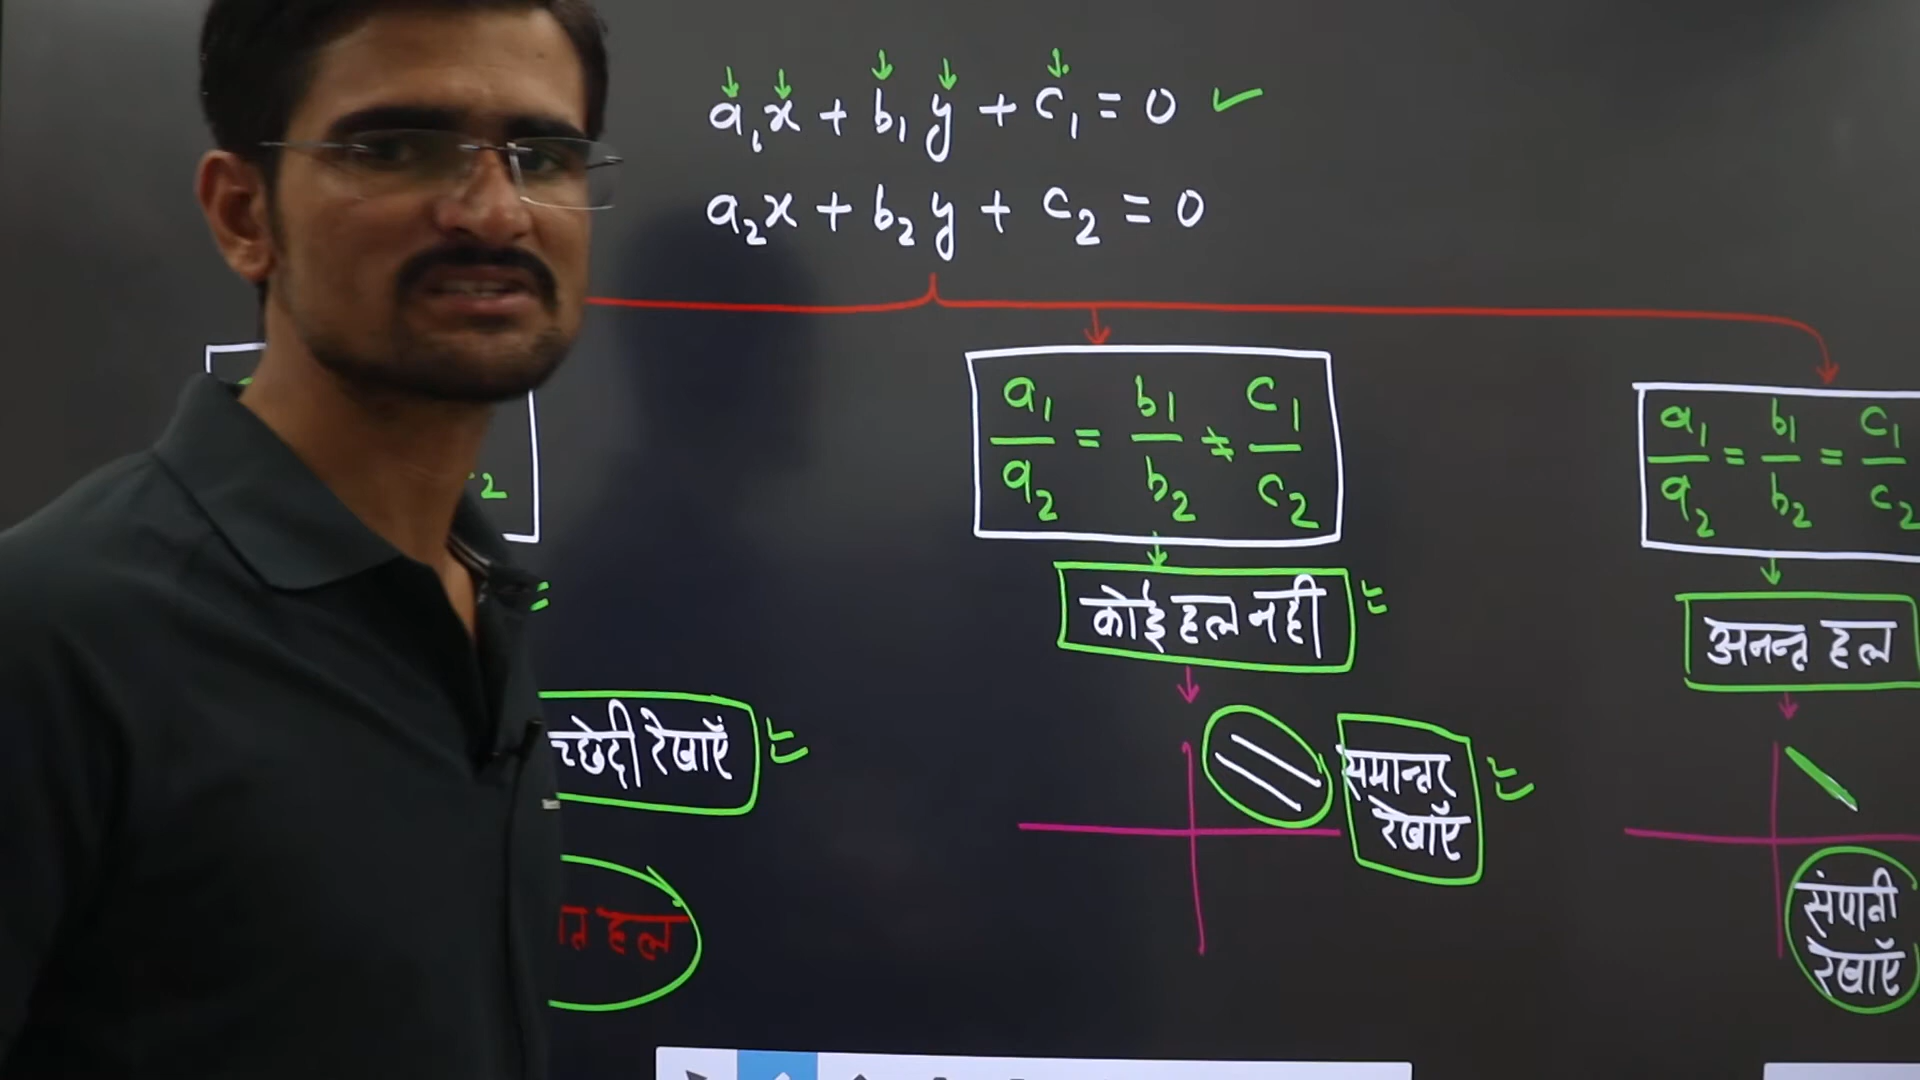 a₁x + b₁y + c₁ = 0
a₂x + b₂y + c₂ = 0
2
a₁/a₂ = b₁/b₂ ≠ c₁/c₂
a₁/a₂ = b₁/b₂ = c₁/c₂
कोई हल नही
अनन्त हल
च्छेदी रेखाएँ
समान्तर
रेखाएँ
हल
संपाती
रेखाएँ